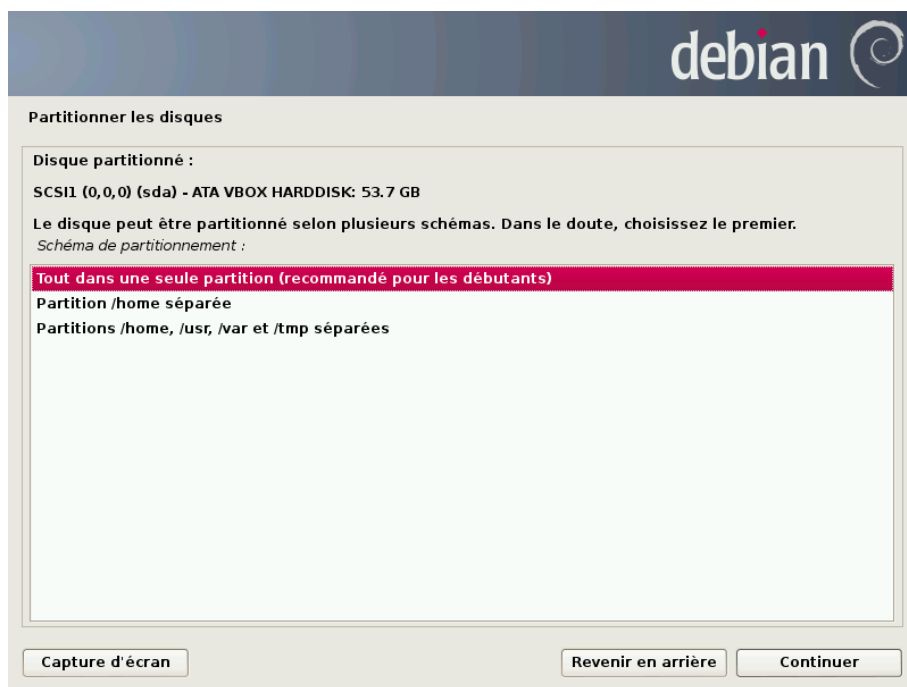 debian
Partitionner les disques
Disque partitionné :
SCSI1 (0,0,0) (sda) - ATA VBOX HARDDISK: 53.7 GB
Le disque peut être partitionné selon plusieurs schémas. Dans le doute, choisissez le premier.
Schéma de partitionnement :
Tout dans une seule partition (recommandé pour les débutants)
Partition /home séparée
Partitions /home, /usr, /var et /tmp séparées
Capture d'écran
Revenir en arrière
Continuer